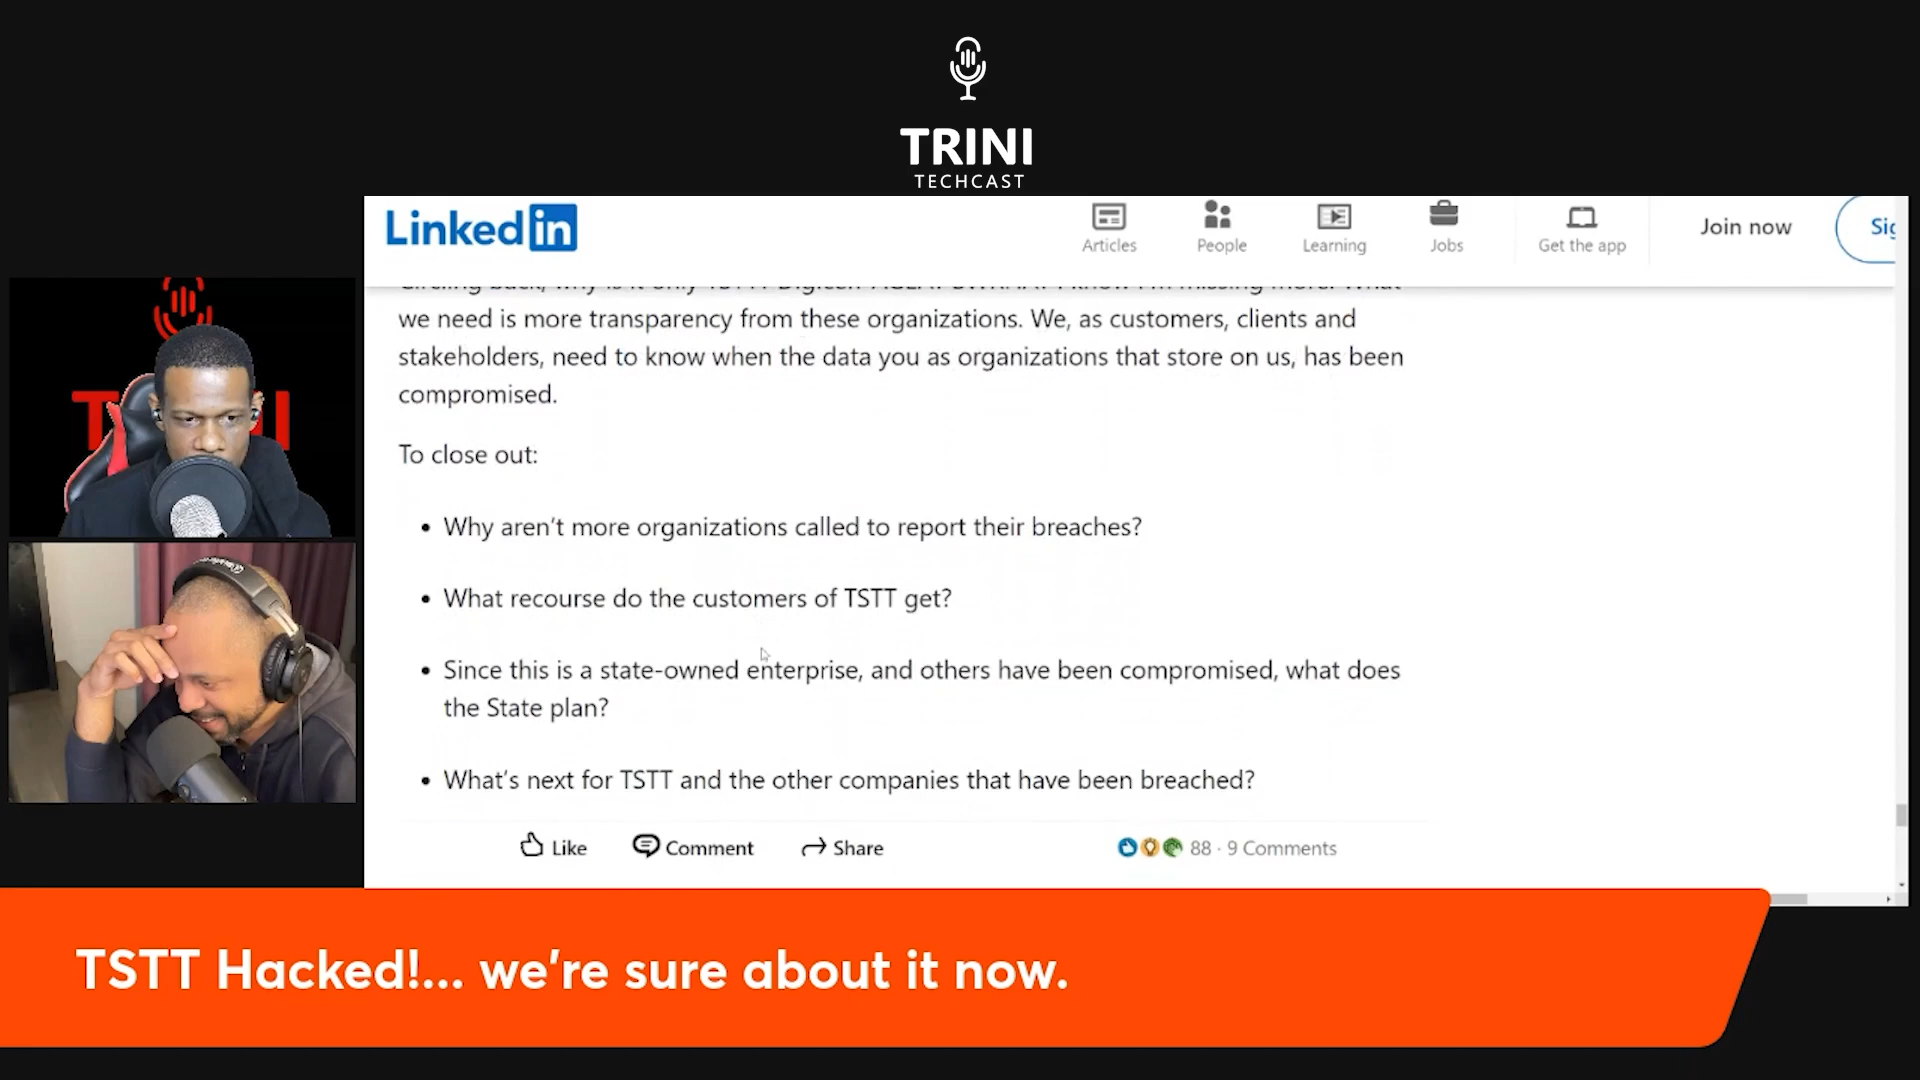 TRINI
TECHCAST
Linked in
Articles
People
Learning
Jobs
Get the app
Join now
we need is more transparency from these organizations. We, as customers, clients and
stakeholders, need to know when the data you as organizations that store on us, has been
compromised.
To close out:
• Why aren't more organizations called to report their breaches?
• What recourse do the customers of TSTT get?
• Since this is a state-owned enterprise, and others have been compromised, what does
the State plan?
• What's next for TSTT and the other companies that have been breached?
Like
Comment
Share
88 · 9 Comments
TSTT Hacked!... we're sure about it now.